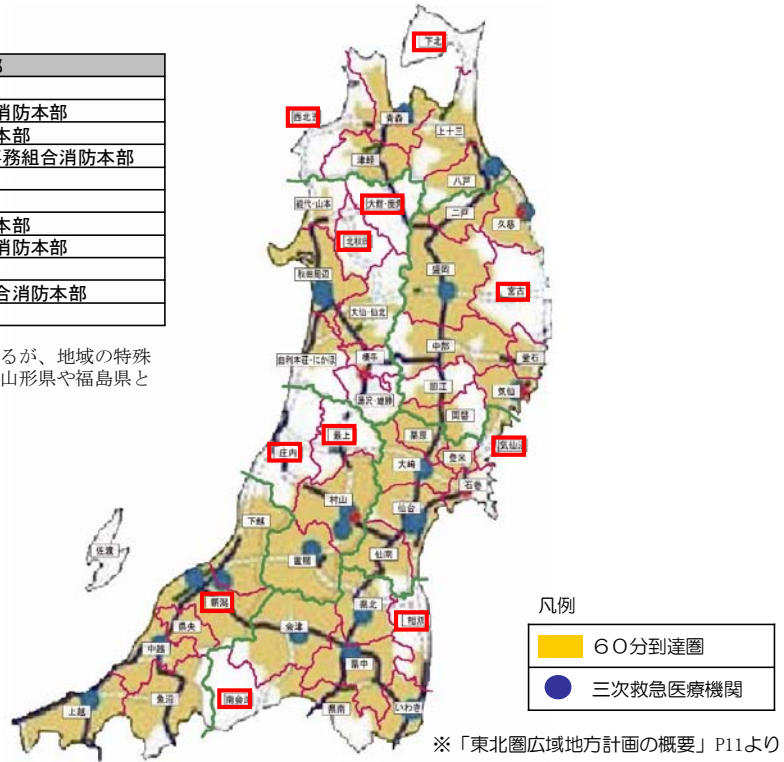 部
消防本部
本部
務組合消防本部
本部
消防本部
合消防本部
るが、地域の特殊
山形県や福島県と
下北
西北五
青森
上十三
津軽
八戸
能代・山本
大館・鹿角
二戸
久慈
北秋田
秋田周辺
盛岡
宮古
大仙・仙北
中部
釜石
由利本荘・にかほ
横手
胆江
気仙
湯沢・雄勝
両磐
最上
栗原
気仙沼
庄内
大崎
登米
石巻
村山
仙台
下越
佐渡
置賜
仙南
新潟
県北
相双
県央
会津
中越
県中
南会津
魚沼
上越
県南
いわき
凡例
６０分到達圏
三次救急医療機関
※「東北圏広域地方計画の概要」P11より